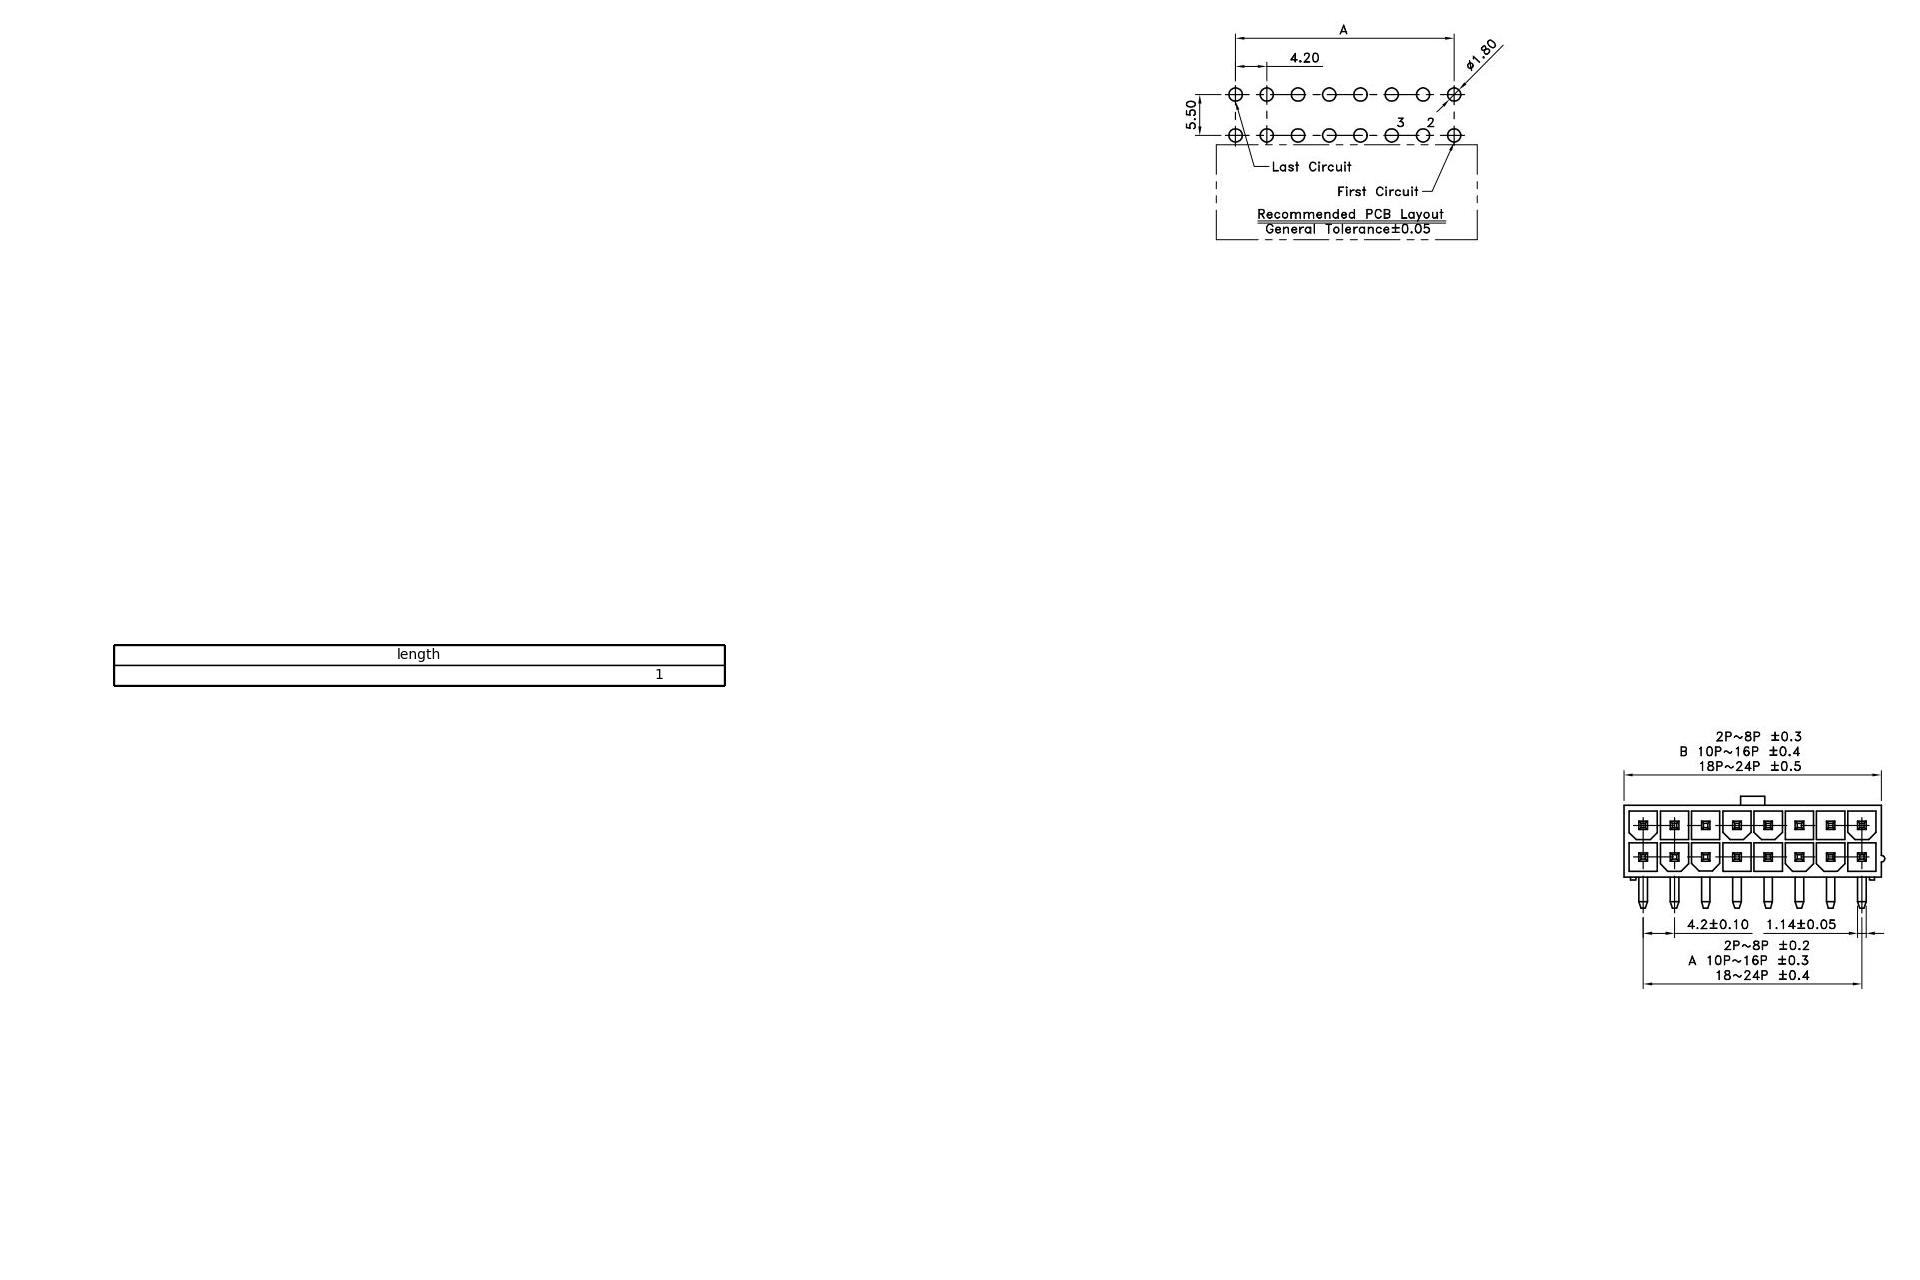 A
4.20
ø1.80
5.50
3 2
Last Circuit
First Circuit
Recommended PCB Layout
General Tolerance±0.05
length
1
2P~8P ±0.3
B 10P~16P ±0.4
18P~24P ±0.5
4.2±0.10 1.14±0.05
2P~8P ±0.2
A 10P~16P ±0.3
18~24P ±0.4